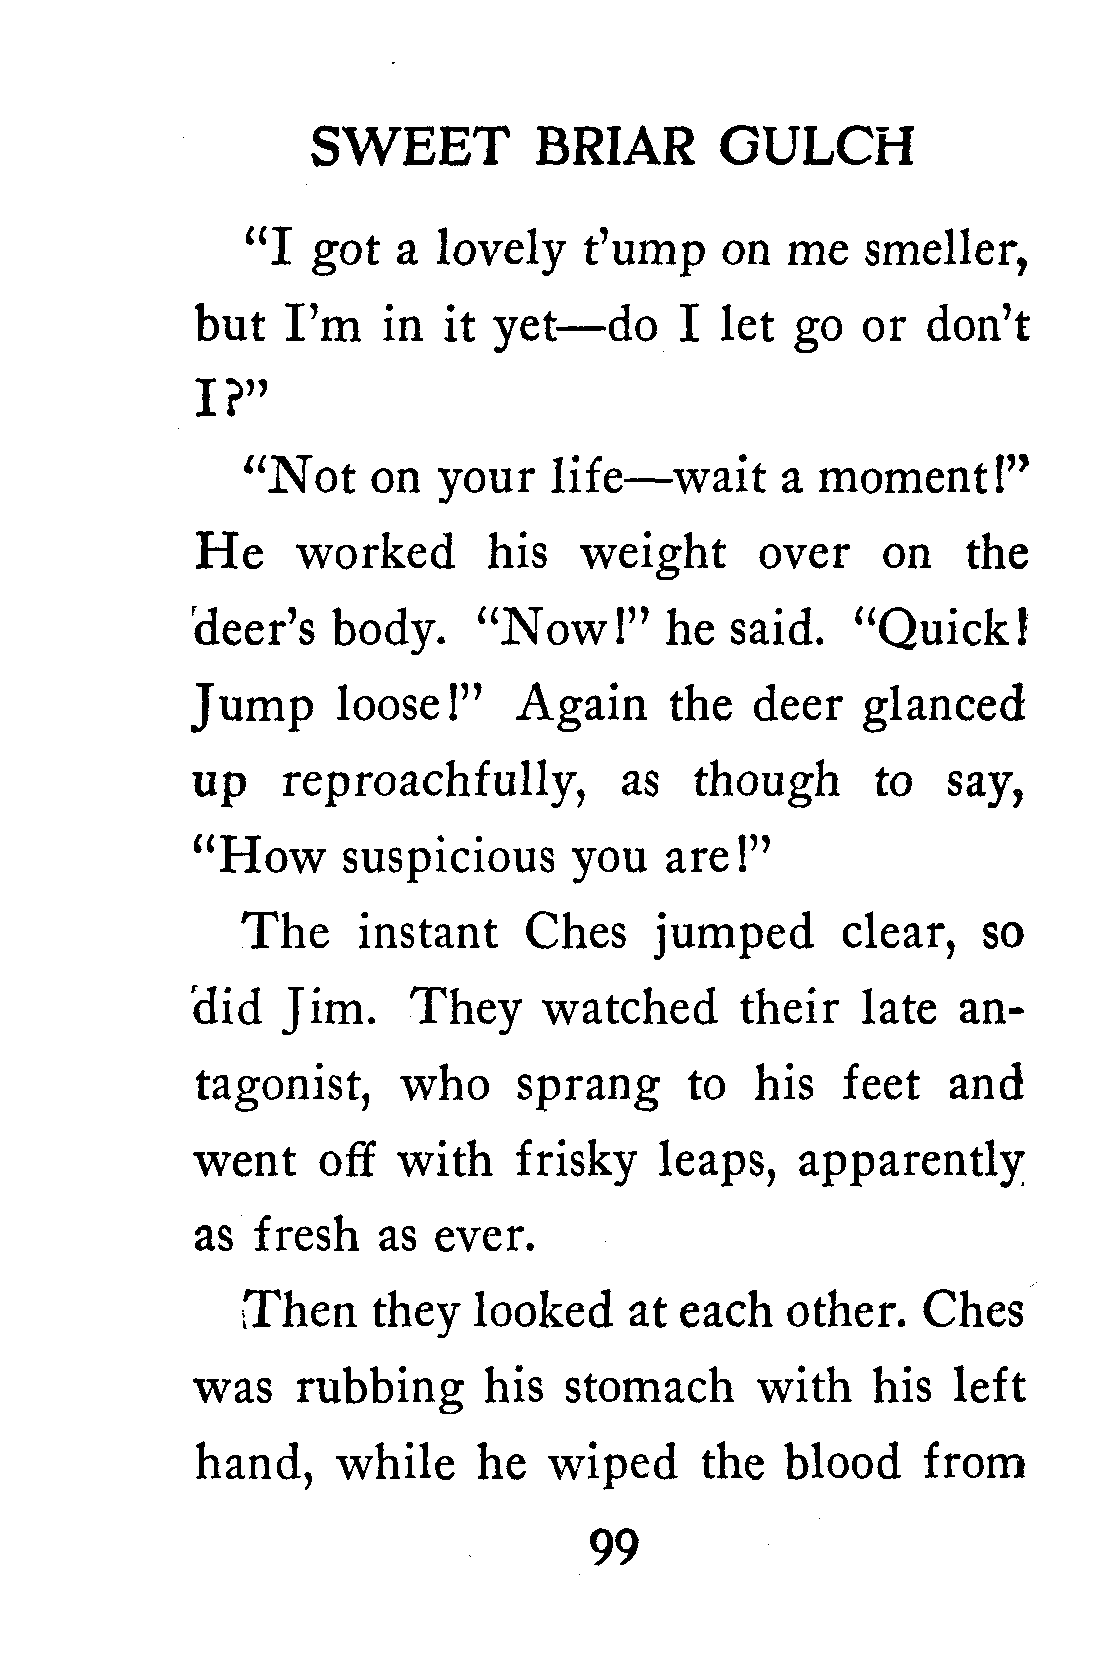 SWEET BRIAR GULCH
“I got a lovely t’ump on me smeller,
but I’m in it yet—do I let go or don’t
I?”
“Not on your life—wait a moment!”
He worked his weight over on the
deer’s body. “Now!” he said. “Quick!
Jump loose!” Again the deer glanced
up reproachfully, as though to say,
“How suspicious you are!”
The instant Ches jumped clear, so
did Jim. They watched their late an-
tagonist, who sprang to his feet and
went off with frisky leaps, apparently
as fresh as ever.
Then they looked at each other. Ches
was rubbing his stomach with his left
hand, while he wiped the blood from
99